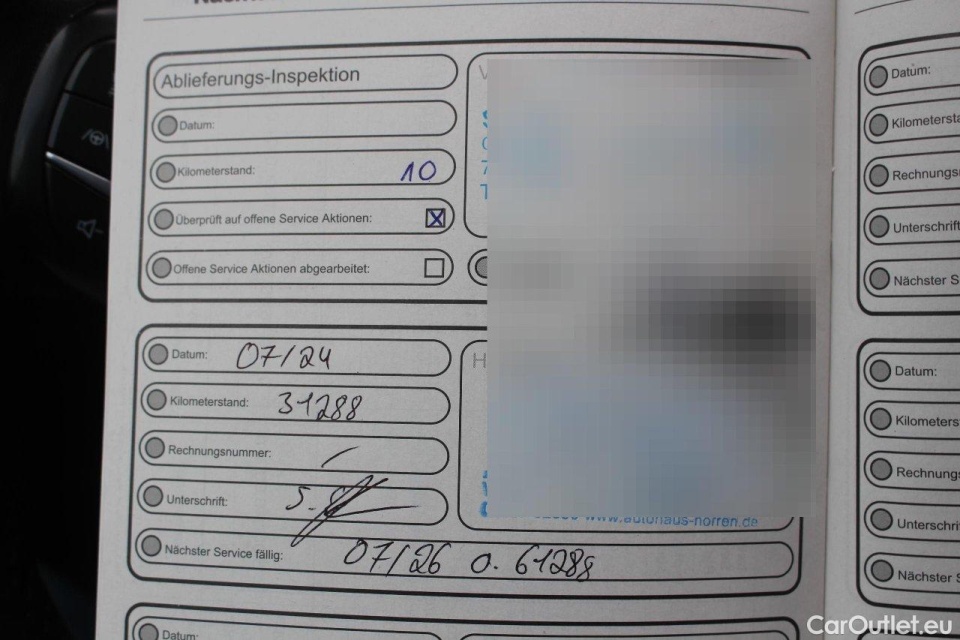 Ablieferungs-Inspektion
Datum:
Kilometerstand: 10
Überprüft auf offene Service Aktionen: X
Offene Service Aktionen abgearbeitet:
Datum: 07/24
Kilometerstand: 31288
Rechnungsnummer:
Unterschrift:
www.autohaus-norren.de
Nächster Service fällig: 07/26 o. 61288
Datum:
Datum:
Rechnungs
Unterschrift
Nächster S
Datum:
Kilometers
Rechnungs
Unterschri
Nächster S
CarOutlet.eu